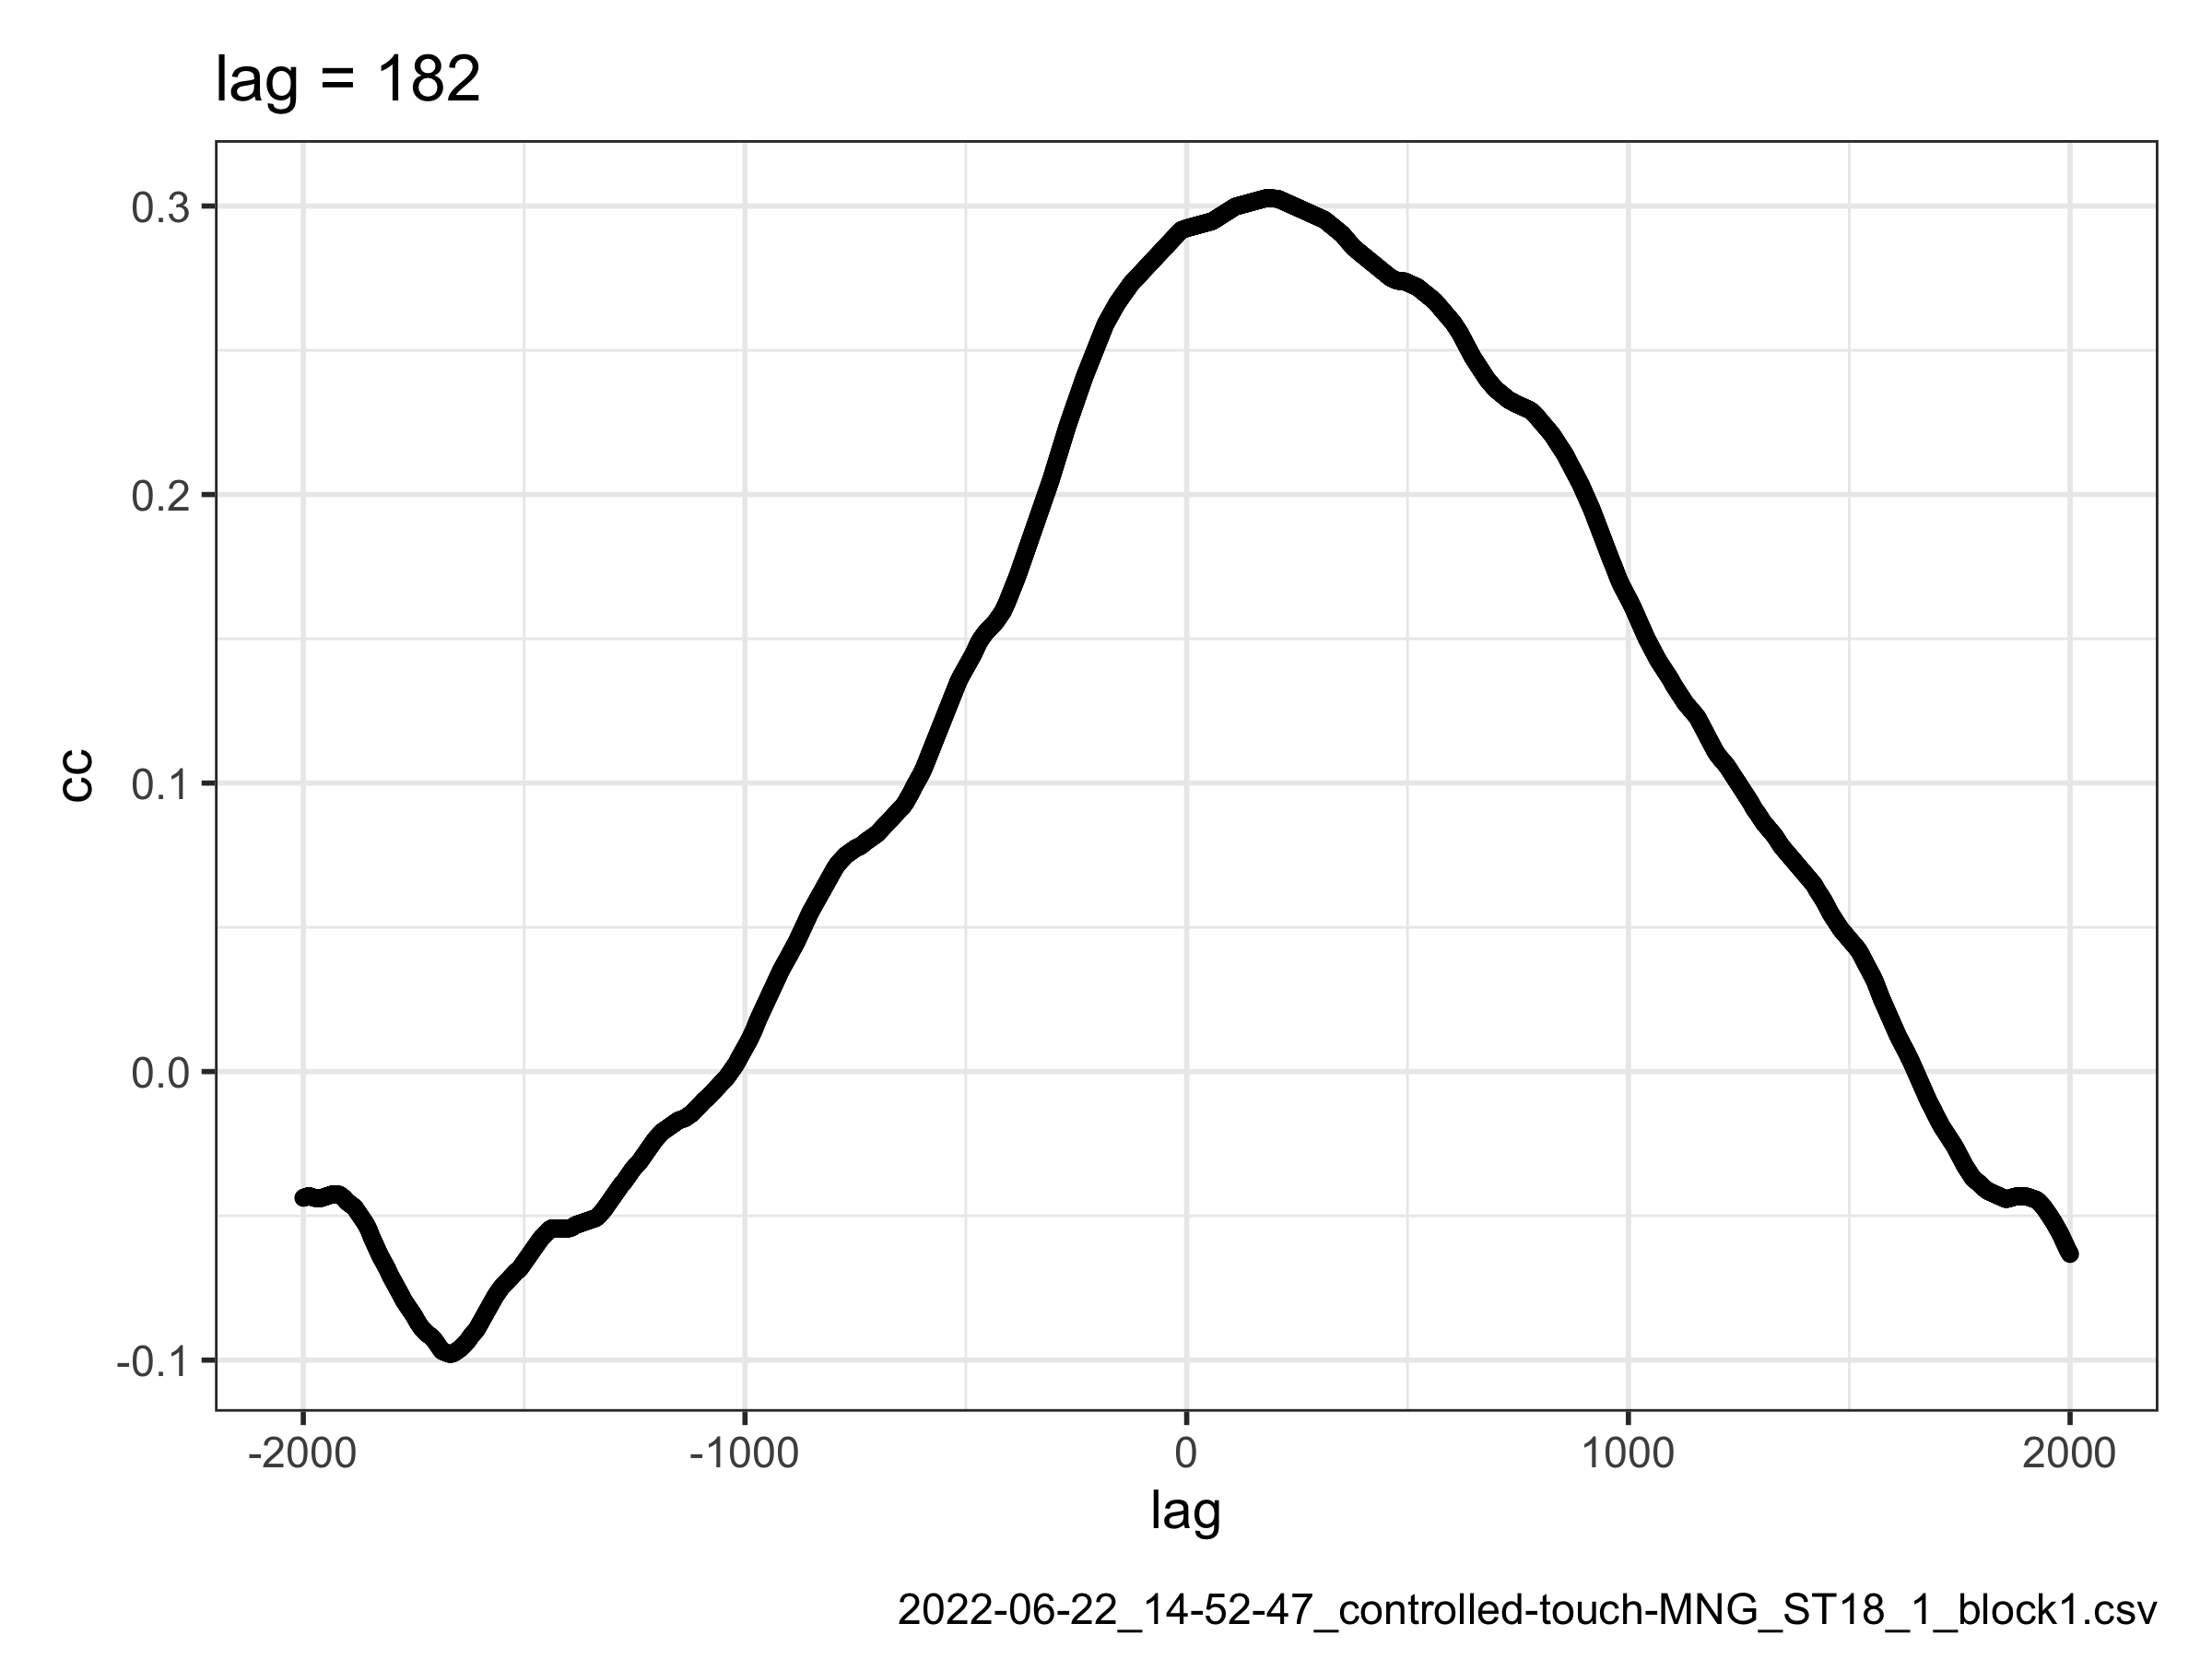 lag = 182
0.3
0.2
0.1
0.0
-0.1
cc
-2000 -1000 0 1000 2000
lag
2022-06-22_14-52-47_controlled-touch-MNG_ST18_1_block1.csv